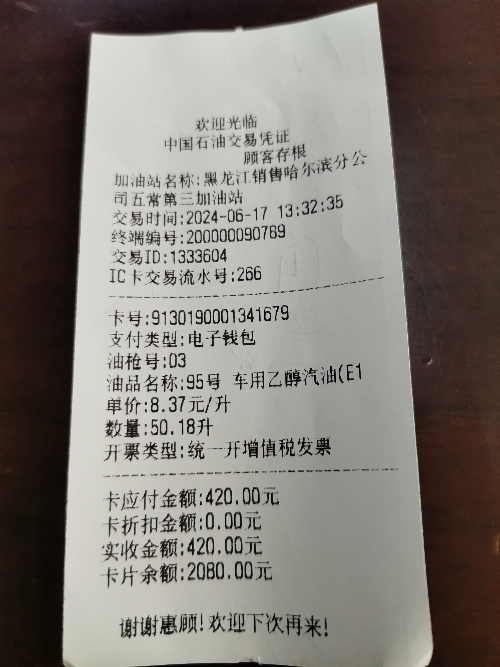 欢迎光临
中国石油交易凭证
顾客存根
加油站名称:黑龙江销售哈尔滨分公
司五常第三加油站
交易时间:2024-06-17 13:32:35
终端编号:200000090789
交易ID:1333604
IC卡交易流水号:266
卡号:9130190001341679
支付类型:电子钱包
油枪号:03
油品名称:95号 车用乙醇汽油(E1
单价:8.37元/升
数量:50.18升
开票类型:统一开增值税发票
卡应付金额:420.00元
卡折扣金额:0.00元
实收金额:420.00元
卡片余额:2080.00元
谢谢惠顾!欢迎下次再来!